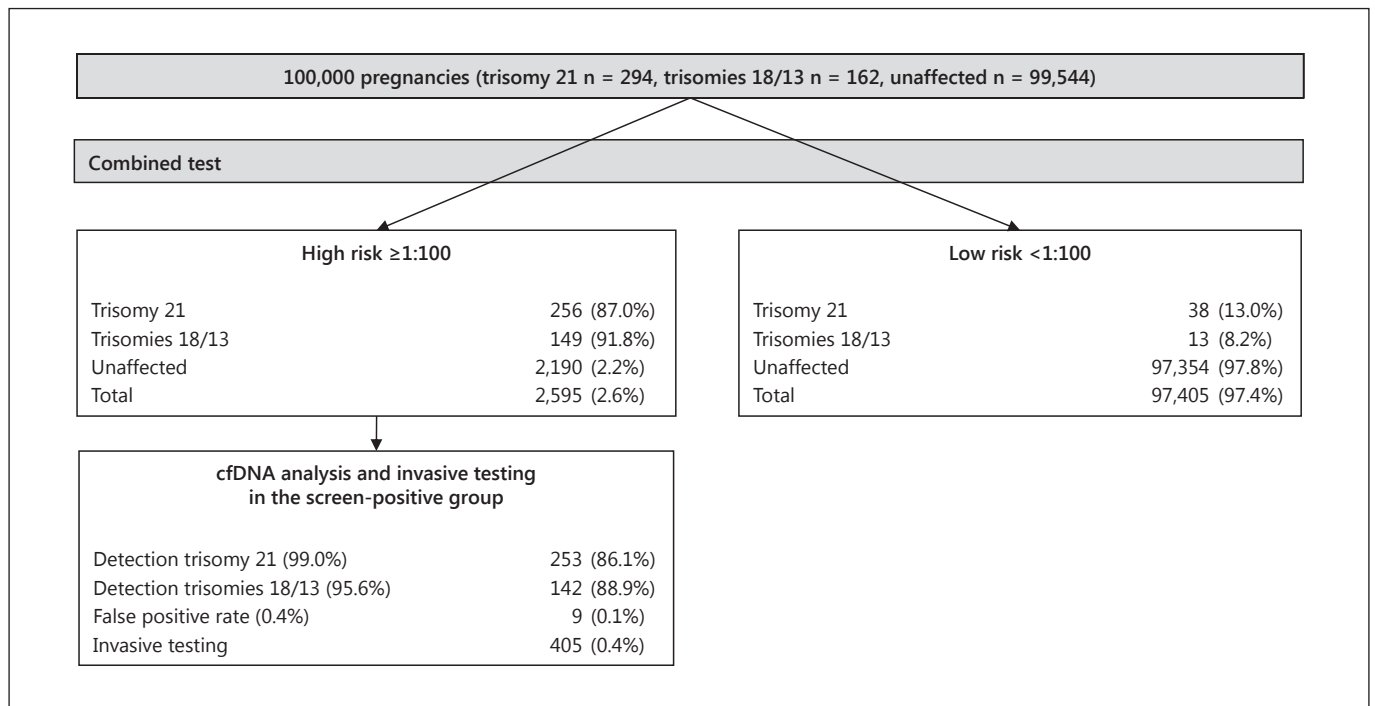 100,000 pregnancies (trisomy 21 n = 294, trisomies 18/13 n = 162, unaffected n = 99,544)
Combined test
High risk ≥1:100
Trisomy 21 256 (87.0%)
Trisomies 18/13 149 (91.8%)
Unaffected 2,190 (2.2%)
Total 2,595 (2.6%)
Low risk <1:100
Trisomy 21 38 (13.0%)
Trisomies 18/13 13 (8.2%)
Unaffected 97,354 (97.8%)
Total 97,405 (97.4%)
cfDNA analysis and invasive testing
in the screen-positive group
Detection trisomy 21 (99.0%) 253 (86.1%)
Detection trisomies 18/13 (95.6%) 142 (88.9%)
False positive rate (0.4%) 9 (0.1%)
Invasive testing 405 (0.4%)